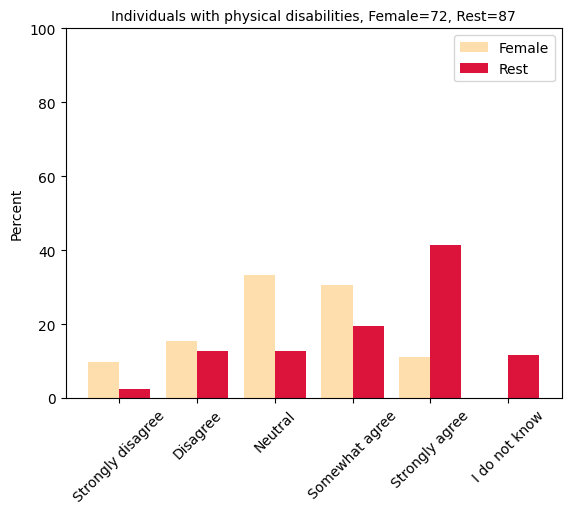 Individuals with physical disabilities, Female=72, Rest=87
100
80
60
40
20
0
Percent
Female
Rest
Strongly disagree
Disagree
Neutral
Somewhat agree
Strongly agree
I do not know